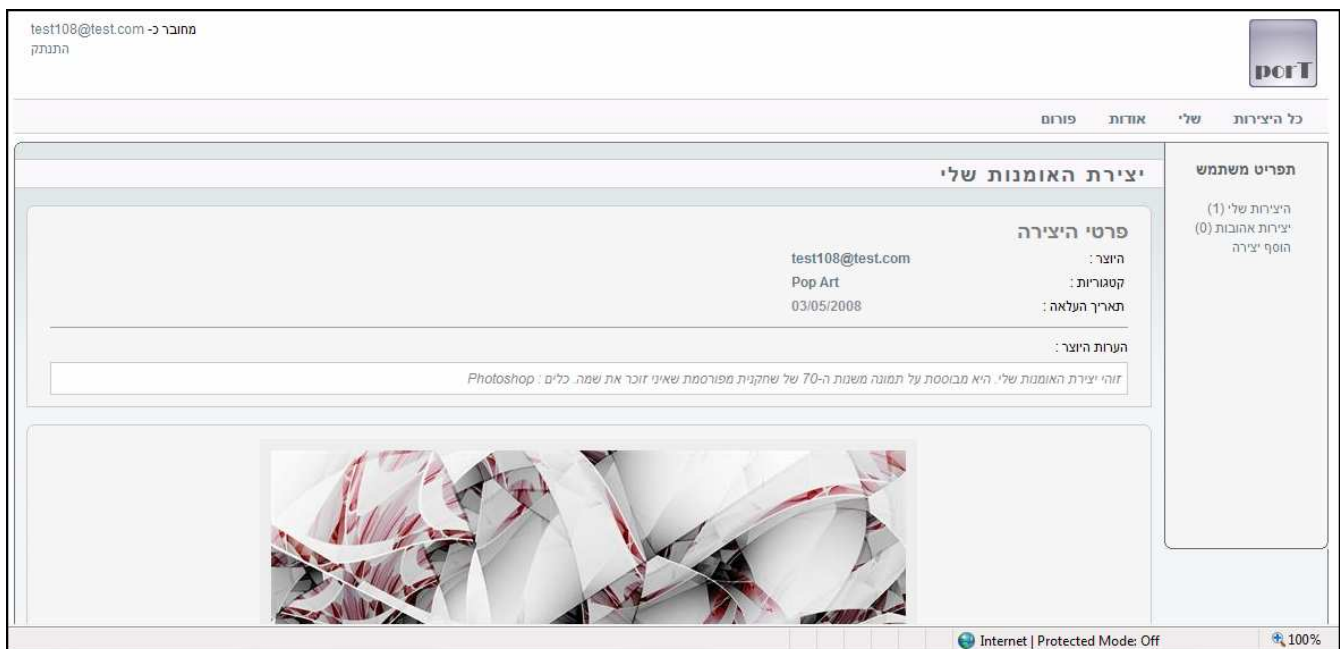 מחובר כ- test108@test.com
התנתק
porT
כל היצירות שלי אודות פורום
תפריט משתמש
היצירות שלי (1)
יצירות אהובות (0)
הוסף יצירה
יצירת האומנות שלי
פרטי היצירה
היוצר : test108@test.com
קטגוריות : Pop Art
תאריך העלאה : 03/05/2008
הערות היוצר :
זוהי יצירת האומנות שלי. היא מבוססת על תמונה משנות ה-70 של שחקנית מפורסמת שאיני זוכר את שמה. כלים : Photoshop
Internet | Protected Mode: Off 100%